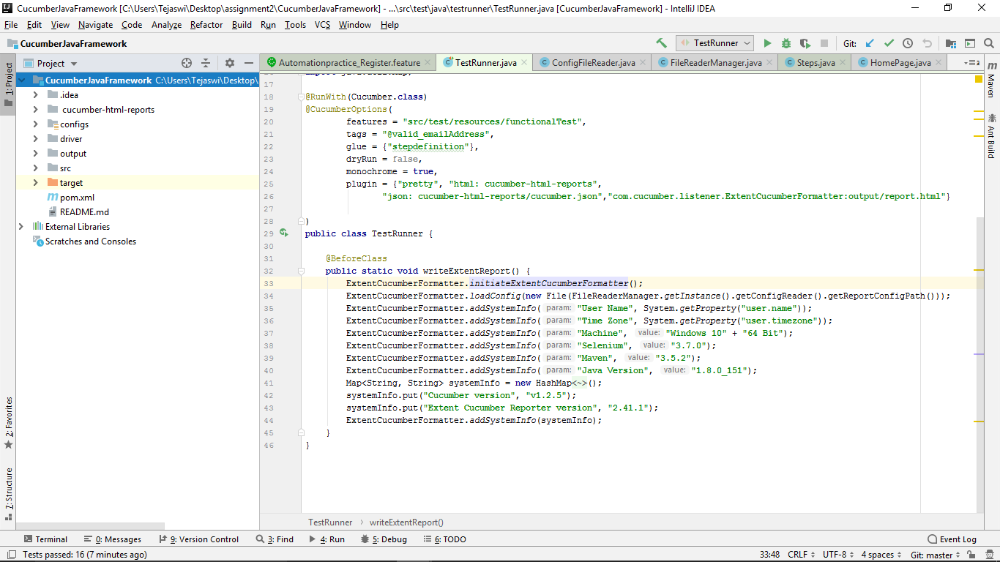 CucumberJavaFramework [C:\Users\Tejaswi\Desktop\assignment2\CucumberJavaFramework] - ...\src\test\java\testrunner\TestRunner.java [CucumberJavaFramework] - IntelliJ IDEA
File Edit View Navigate Code Analyze Refactor Build Run Tools VCS Window Help
CucumberJavaFramework
TestRunner
Git:
1: Project
2: Favorites
7: Structure
Project
CucumberJavaFramework C:\Users\Tejaswi\Desktop\
.idea
cucumber-html-reports
configs
driver
output
src
target
pom.xml
README.md
External Libraries
Scratches and Consoles
Automationpractice_Register.feature
TestRunner.java
ConfigFileReader.java
FileReaderManager.java
Steps.java
HomePage.java
3
17
18 @RunWith(Cucumber.class)
19 @CucumberOptions(
20 features = "src/test/resources/functionalTest",
21 tags = "@valid_emailAddress",
22 glue = {"stepdefinition"},
23 dryRun = false,
24 monochrome = true,
25 plugin = {"pretty", "html: cucumber-html-reports",
26 "json: cucumber-html-reports/cucumber.json","com.cucumber.listener.ExtentCucumberFormatter:output/report.html"}
27
28 )
29 public class TestRunner {
30
31 @BeforeClass
32 public static void writeExtentReport() {
33 ExtentCucumberFormatter.initiateExtentCucumberFormatter();
34 ExtentCucumberFormatter.loadConfig(new File(FileReaderManager.getInstance().getConfigReader().getReportConfigPath()));
35 ExtentCucumberFormatter.addSystemInfo( param: "User Name", System.getProperty("user.name"));
36 ExtentCucumberFormatter.addSystemInfo( param: "Time Zone", System.getProperty("user.timezone"));
37 ExtentCucumberFormatter.addSystemInfo( param: "Machine", value: "Windows 10" + "64 Bit");
38 ExtentCucumberFormatter.addSystemInfo( param: "Selenium", value: "3.7.0");
39 ExtentCucumberFormatter.addSystemInfo( param: "Maven", value: "3.5.2");
40 ExtentCucumberFormatter.addSystemInfo( param: "Java Version", value: "1.8.0_151");
41 Map<String, String> systemInfo = new HashMap<~>();
42 systemInfo.put("Cucumber version", "v1.2.5");
43 systemInfo.put("Extent Cucumber Reporter version", "2.41.1");
44 ExtentCucumberFormatter.addSystemInfo(systemInfo);
45 }
46 }
TestRunner > writeExtentReport()
Maven
Ant Build
Terminal
0: Messages
9: Version Control
3: Find
4: Run
5: Debug
6: TODO
Event Log
Tests passed: 16 (7 minutes ago)
33:48 CRLF UTF-8 4 spaces Git: master